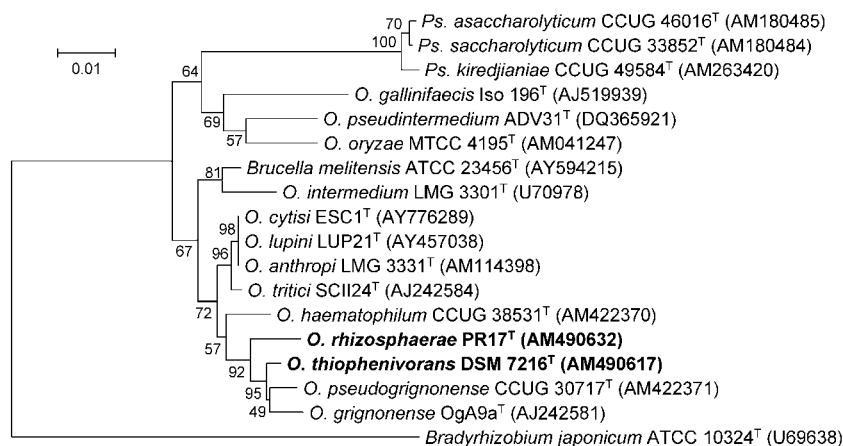 70
Ps. asaccharolyticum CCUG 46016ᵀ (AM180485)
100
Ps. saccharolyticum CCUG 33852ᵀ (AM180484)
0.01
64
Ps. kiredjianiae CCUG 49584ᵀ (AM263420)
O. gallinifaecis Iso 196ᵀ (AJ519939)
69
O. pseudintermedium ADV31ᵀ (DQ365921)
57
O. oryzae MTCC 4195ᵀ (AM041247)
81
Brucella melitensis ATCC 23456ᵀ (AY594215)
O. intermedium LMG 3301ᵀ (U70978)
O. cytisi ESC1ᵀ (AY776289)
98
67
O. lupini LUP21ᵀ (AY457038)
96
O. anthropi LMG 3331ᵀ (AM114398)
O. tritici SCII24ᵀ (AJ242584)
72
O. haematophilum CCUG 38531ᵀ (AM422370)
57
O. rhizosphaerae PR17ᵀ (AM490632)
92
O. thiophenivorans DSM 7216ᵀ (AM490617)
95
O. pseudogrignonense CCUG 30717ᵀ (AM422371)
49
O. grignonense OgA9aᵀ (AJ242581)
Bradyrhizobium japonicum ATCC 10324ᵀ (U69638)